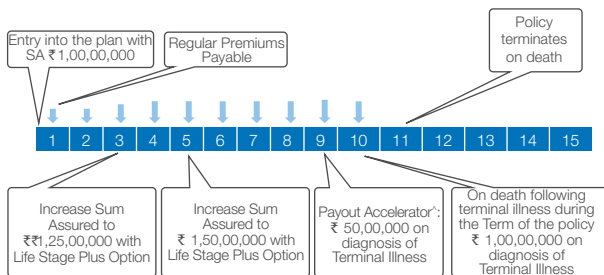 Entry into the plan with
SA ₹1,00,00,000
Regular Premiums
Payable
Policy
terminates
on death
1 2 3 4 5 6 7 8 9 10 11 12 13 14 15
Increase Sum
Assured to
₹₹1,25,00,000 with
Life Stage Plus Option
Increase Sum
Assured to
₹ 1,50,00,000 with
Life Stage Plus Option
Payout Accelerator^:
₹ 50,00,000 on
diagnosis of
Terminal Illness
On death following
terminal illness during
the Term of the policy
₹ 1,00,00,000 on
diagnosis of
Terminal Illness